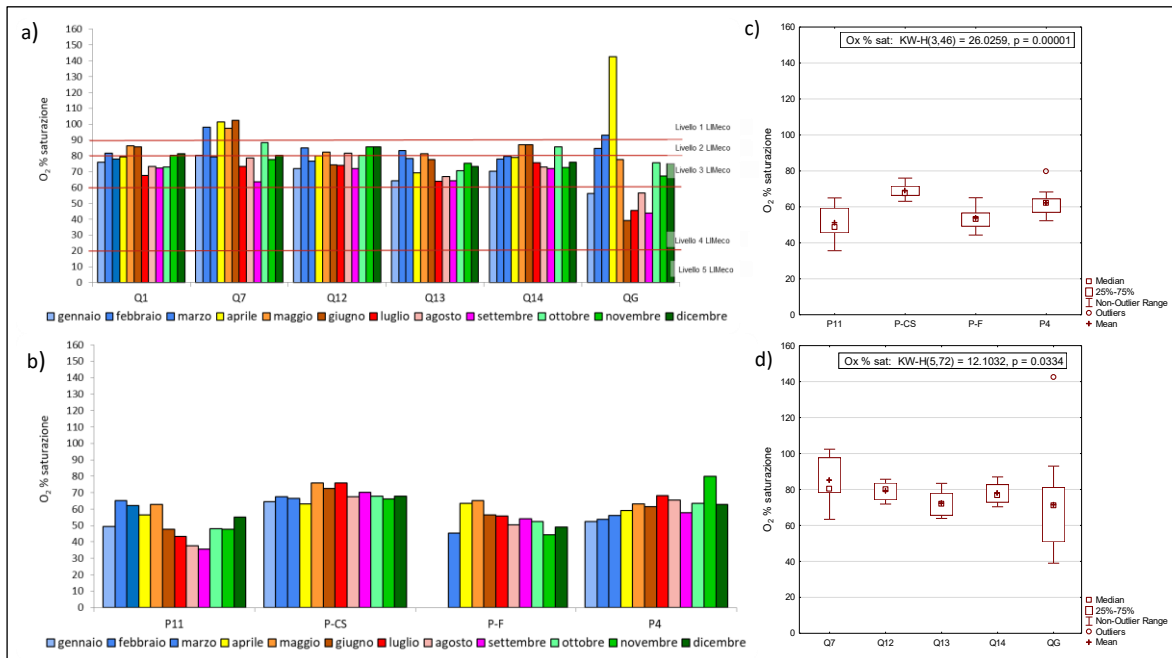 a)
O2 % saturazione
160
150
140
130
120
110
100
90
80
70
60
50
40
30
20
10
0
Livello 1 LIMeco
Livello 2 LIMeco
Livello 3 LIMeco
Livello 4 LIMeco
Livello 5 LIMeco
Q1 Q7 Q12 Q13 Q14 QG
gennaio febbraio marzo aprile maggio giugno luglio agosto settembre ottobre novembre dicembre
b)
O2 % saturazione
160
150
140
130
120
110
100
90
80
70
60
50
40
30
20
10
0
P11 P-CS P-F P4
gennaio febbraio marzo aprile maggio giugno luglio agosto settembre ottobre novembre dicembre
c)
Ox % sat: KW-H(3,46) = 26.0259, p = 0.00001
O2 % saturazione
160
140
120
100
80
60
40
20
0
P11 P-CS P-F P4
Median
25%-75%
Non-Outlier Range
Outliers
Mean
d)
Ox % sat: KW-H(5,72) = 12.1032, p = 0.0334
O2 % saturazione
160
140
120
100
80
60
40
20
0
Q7 Q12 Q13 Q14 QG
Median
25%-75%
Non-Outlier Range
Outliers
Mean